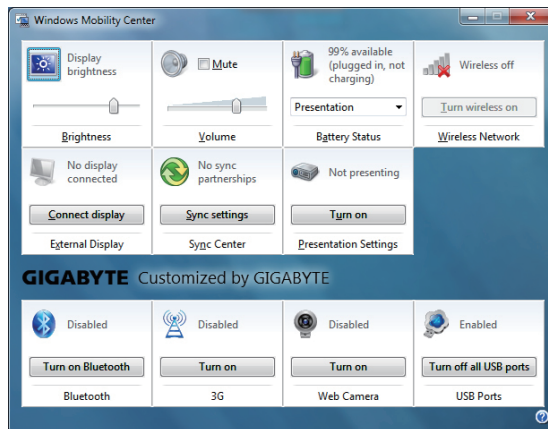 Windows Mobility Center
Display
brightness
Brightness
Mute
Volume
99% available
(plugged in, not
charging)
Presentation
Battery Status
Wireless off
Turn wireless on
Wireless Network
No display
connected
Connect display
External Display
No sync
partnerships
Sync settings
Sync Center
Not presenting
Turn on
Presentation Settings
GIGABYTE Customized by GIGABYTE
Disabled
Turn on Bluetooth
Bluetooth
Disabled
Turn on
3G
Disabled
Turn on
Web Camera
Enabled
Turn off all USB ports
USB Ports